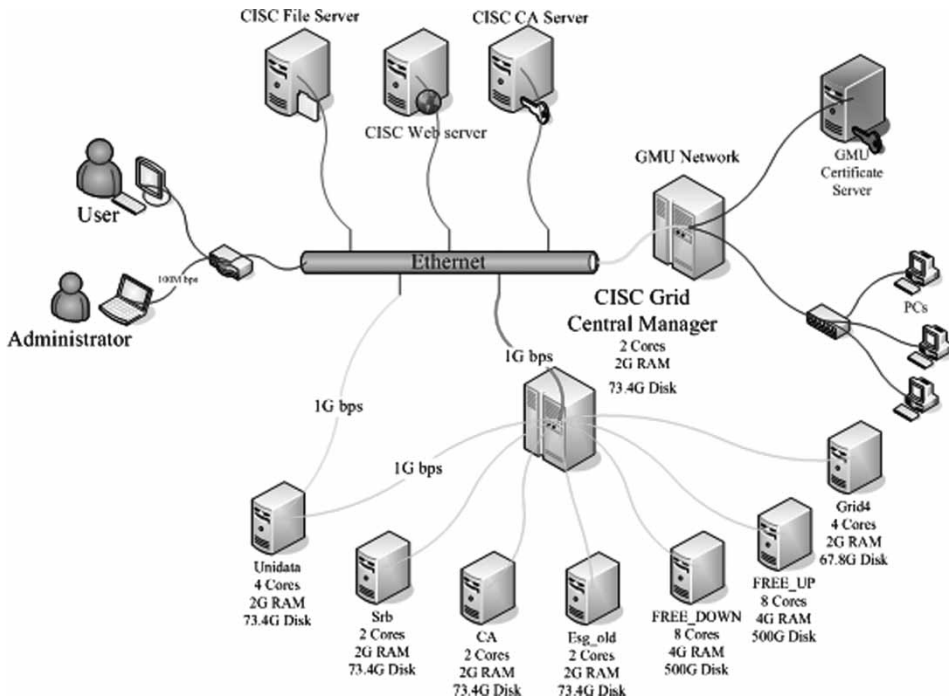 CISC File Server
CISC CA Server
CISC Web server
GMU Network
GMU
Certificate
Server
User
100M bps
Administrator
Ethernet
CISC Grid
Central Manager
2 Cores
2G RAM
73.4G Disk
PCs
1G bps
1G bps
1G bps
Unidata
4 Cores
2G RAM
73.4G Disk
Srb
2 Cores
2G RAM
73.4G Disk
CA
2 Cores
2G RAM
73.4G Disk
Esg_old
2 Cores
2G RAM
73.4G Disk
FREE_DOWN
8 Cores
4G RAM
500G Disk
FREE_UP
8 Cores
4G RAM
500G Disk
Grid4
4 Cores
2G RAM
67.8G Disk